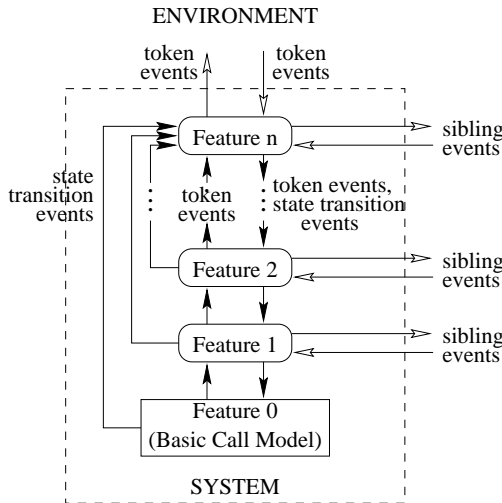 ENVIRONMENT
token
events
token
events
Feature n
sibling
events
state
transition
events
token
events
token events,
state transition
events
Feature 2
sibling
events
Feature 1
sibling
events
Feature 0
(Basic Call Model)
SYSTEM